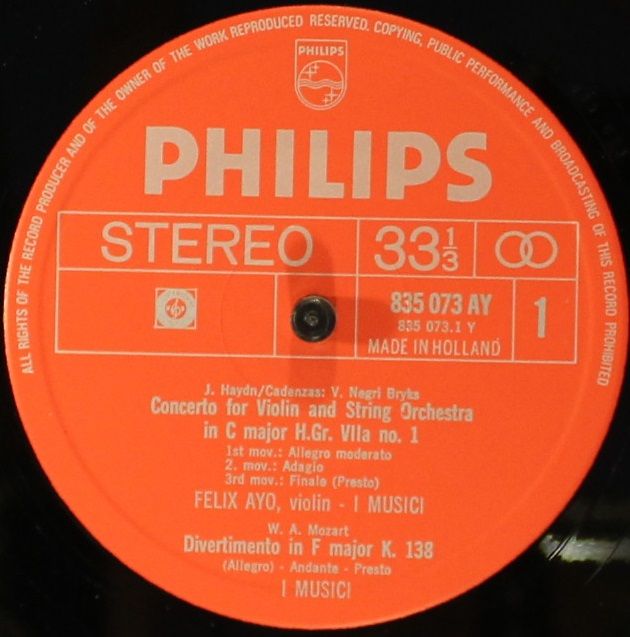 ALL RIGHTS OF THE RECORD PRODUCER AND OF THE OWNER OF THE WORK REPRODUCED RESERVED. COPYING, PUBLIC PERFORMANCE AND BROADCASTING OF THIS RECORD PROHIBITED
PHILIPS
PHILIPS
STEREO 33 1/3
835 073 AY 1
835 073.1 Y
MADE IN HOLLAND
J. Haydn/Cadenzas: V. Negri Bryks
Concerto for Violin and String Orchestra
in C major H.Gr. VIIa no. 1
1st mov.: Allegro moderato
2. mov.: Adagio
3rd mov.: Finale (Presto)
FELIX AYO, violin - I MUSICI
W. A. Mozart
Divertimento in F major K. 138
(Allegro) - Andante - Presto
I MUSICI